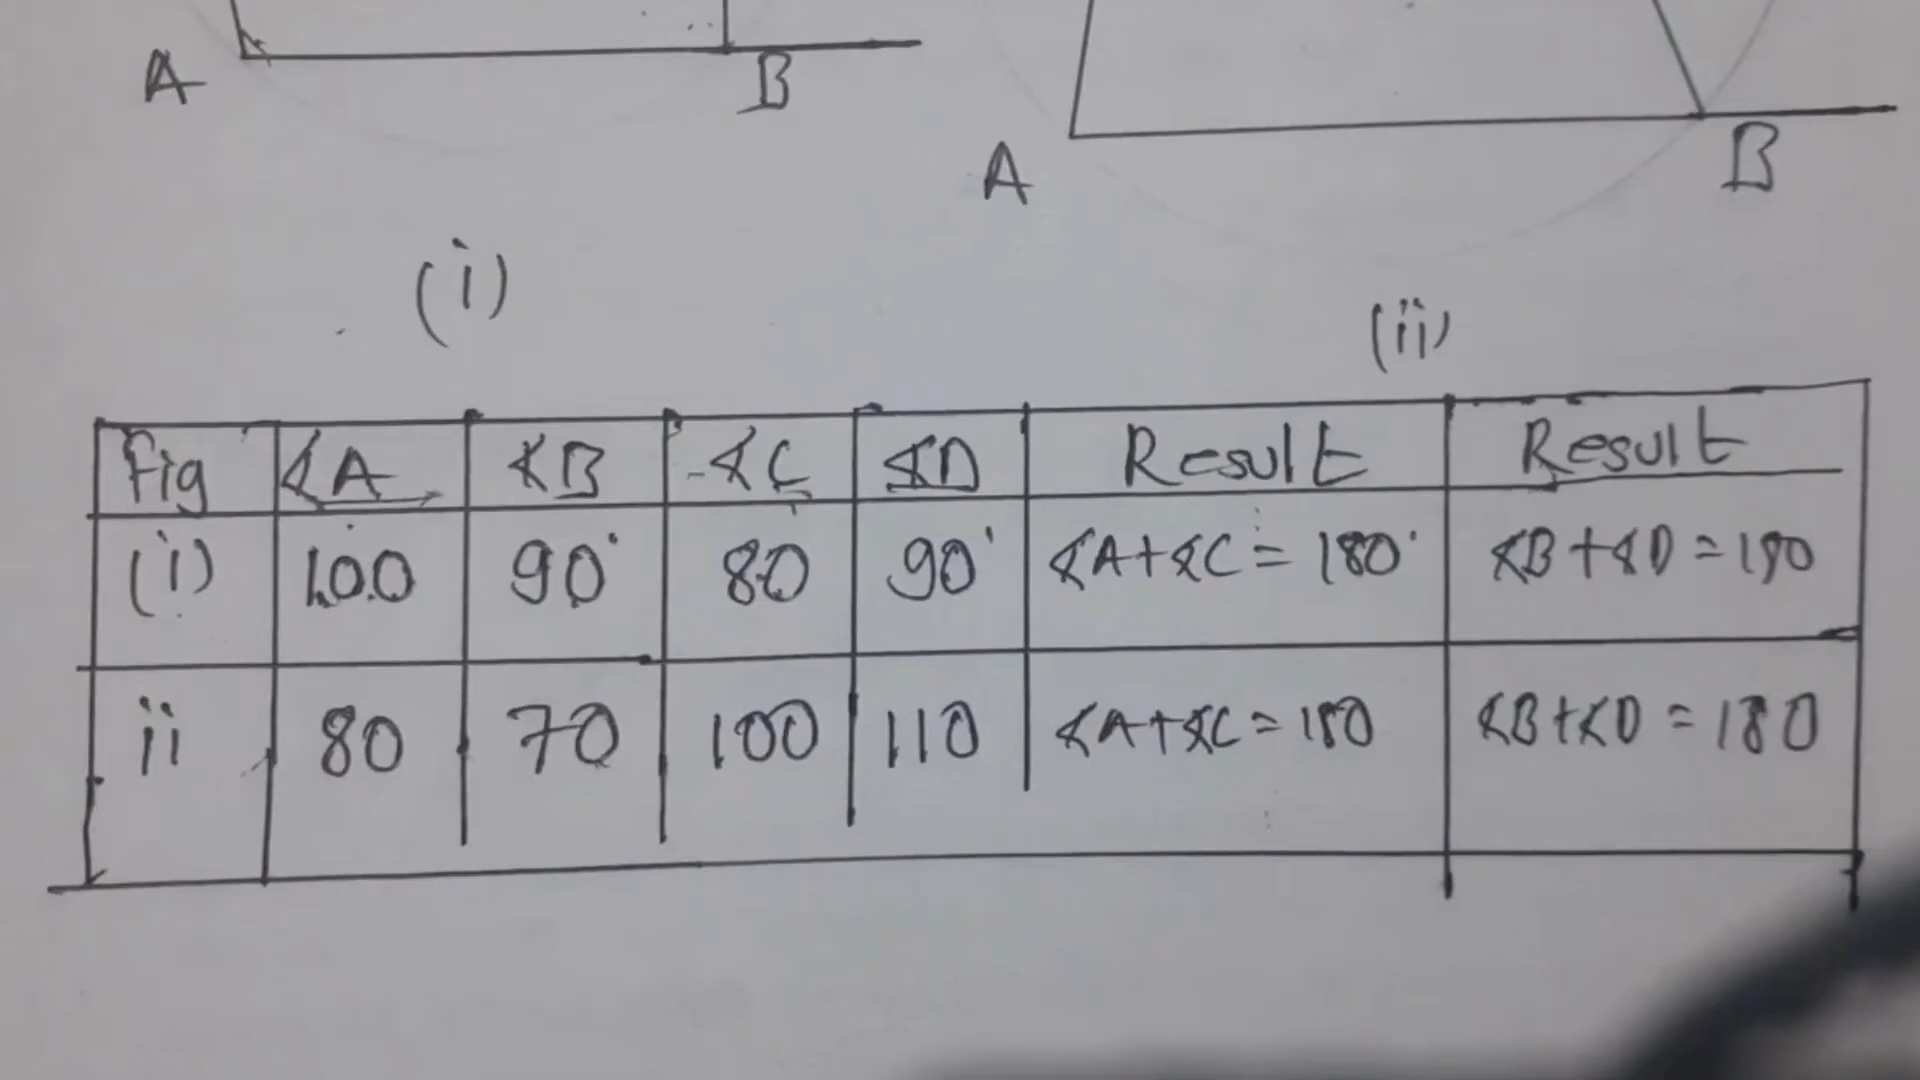 A B
A B
(i)
(ii)
Fig ∡A ∡B ∡C ∡D Result Result
(i) 100 90° 80 90° ∡A+∡C = 180° ∡B+∡D = 180
ii 80 70 100 110 ∡A+∡C = 180 ∡B+∡D = 180